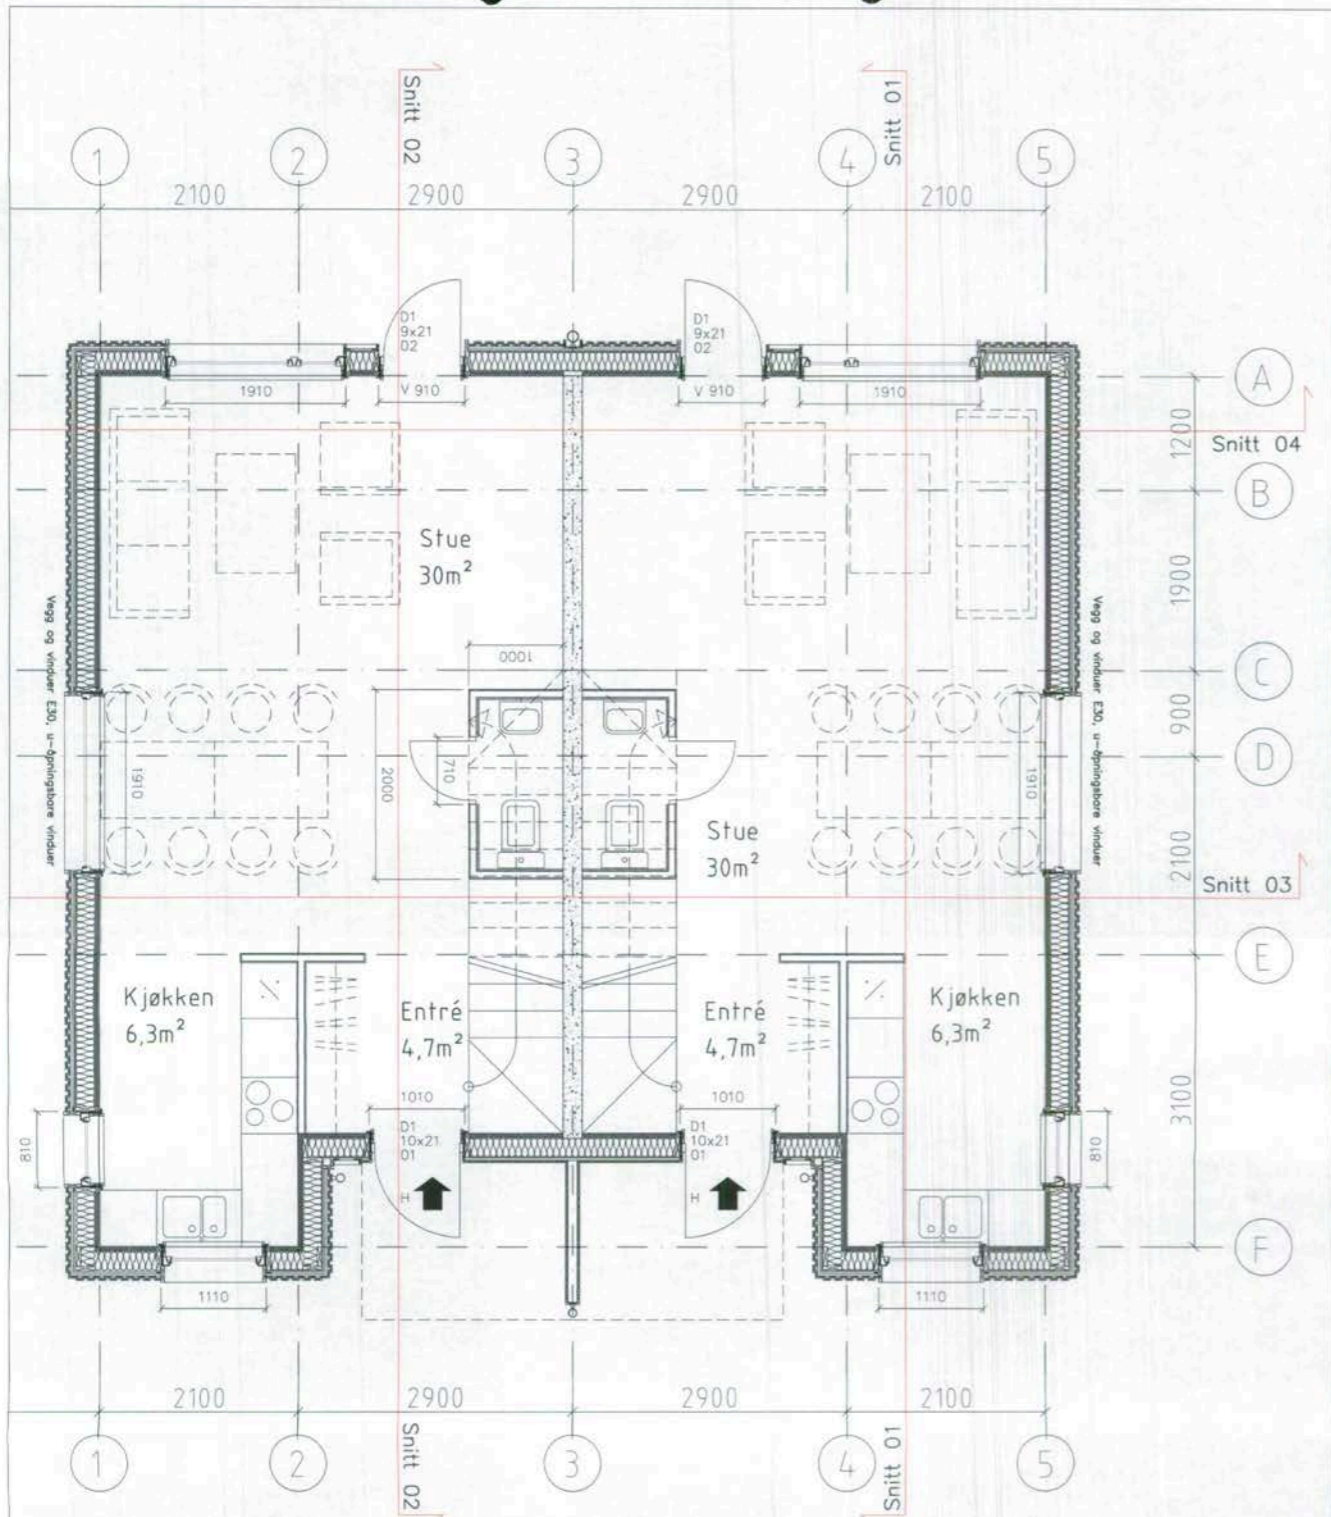 Snitt 02
Snitt 01
1
2
3
4
5
2100
2900
2900
2100
D1
9x21
02
D1
9x21
02
1910
V 910
V 910
1910
A
1200
Snitt 04
B
Stue
30m²
1900
Vegg og vinduer E30, u-åpningsbare vinduer
Vegg og vinduer E30, u-åpningsbare vinduer
1000
C
900
D
1910
2000
710
1910
Stue
30m²
2100
Snitt 03
E
Kjøkken
6,3m²
Entré
4,7m²
Entré
4,7m²
Kjøkken
6,3m²
3100
1010
1010
D1
10x21
01
D1
10x21
01
810
810
H
H
F
1110
1110
2100
2900
2900
2100
1
2
3
4
5
Snitt 02
Snitt 01